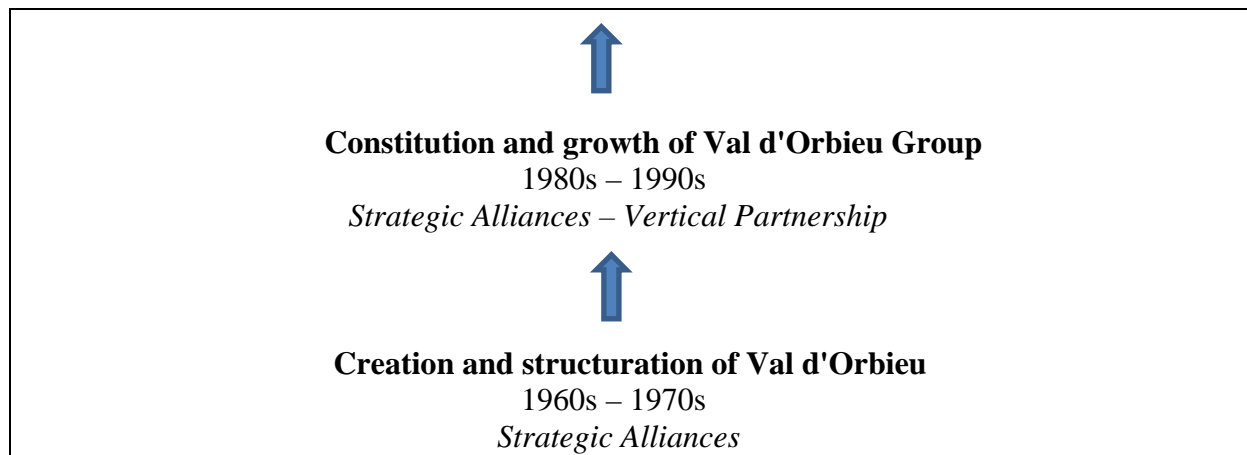 Constitution and growth of Val d'Orbieu Group
1980s – 1990s
Strategic Alliances – Vertical Partnership
Creation and structuration of Val d'Orbieu
1960s – 1970s
Strategic Alliances